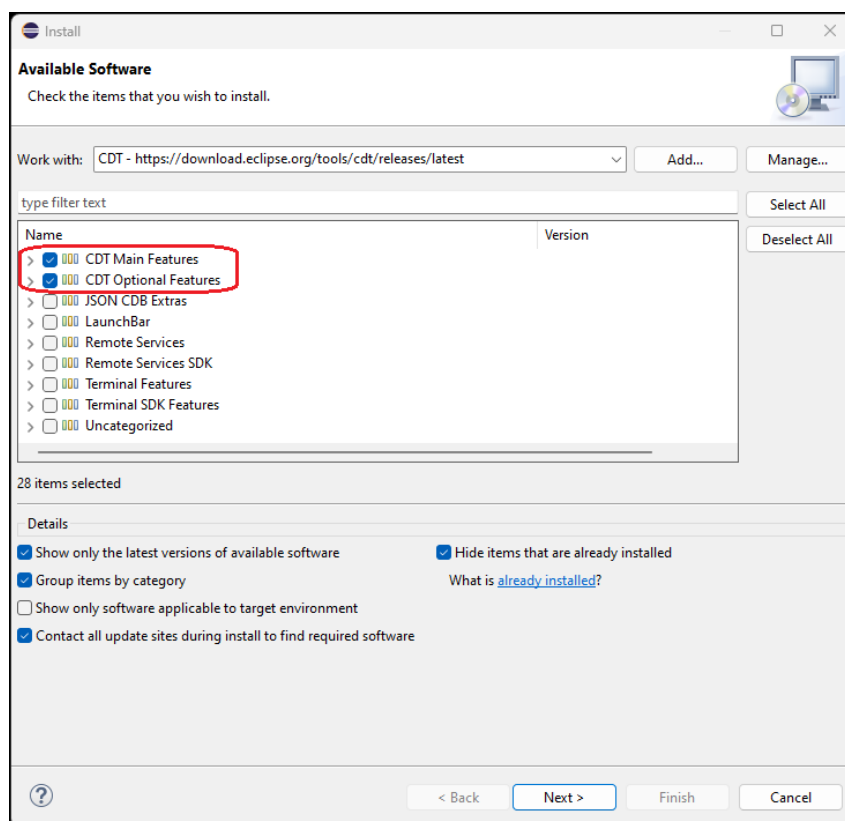 Install
Available Software
Check the items that you wish to install.
Work with: CDT - https://download.eclipse.org/tools/cdt/releases/latest Add... Manage...
type filter text Select All
Name Version Deselect All
CDT Main Features
CDT Optional Features
JSON CDB Extras
LaunchBar
Remote Services
Remote Services SDK
Terminal Features
Terminal SDK Features
Uncategorized
28 items selected
Details
Show only the latest versions of available software Hide items that are already installed
Group items by category What is already installed?
Show only software applicable to target environment
Contact all update sites during install to find required software
? < Back Next > Finish Cancel